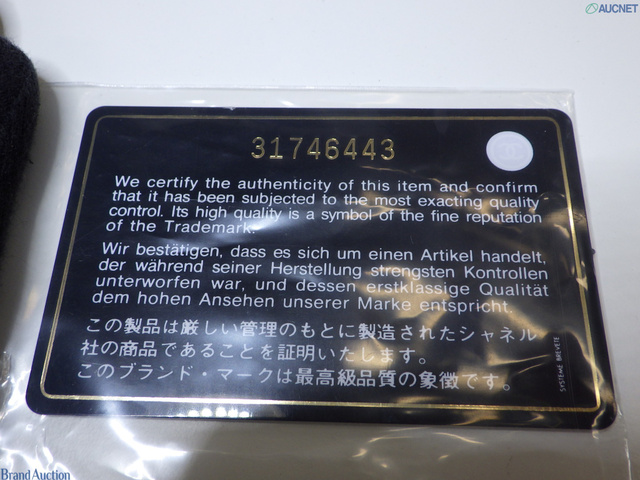 AUCNET
31746443
We certify the authenticity of this item and confirm
that it has been subjected to the most exacting quality
control. Its high quality is a symbol of the fine reputation
of the Trademark.
Wir bestätigen, dass es sich um einen Artikel handelt,
der während seiner Herstellung strengsten Kontrollen
unterworfen war, und dessen erstklassige Qualität
dem hohen Ansehen unserer Marke entspricht.
この製品は厳しい管理のもとに製造されたシャネル
社の商品であることを証明いたします。
このブランド・マークは最高級品質の象徴です。
SYSTEME BREVETE
Brand Auction